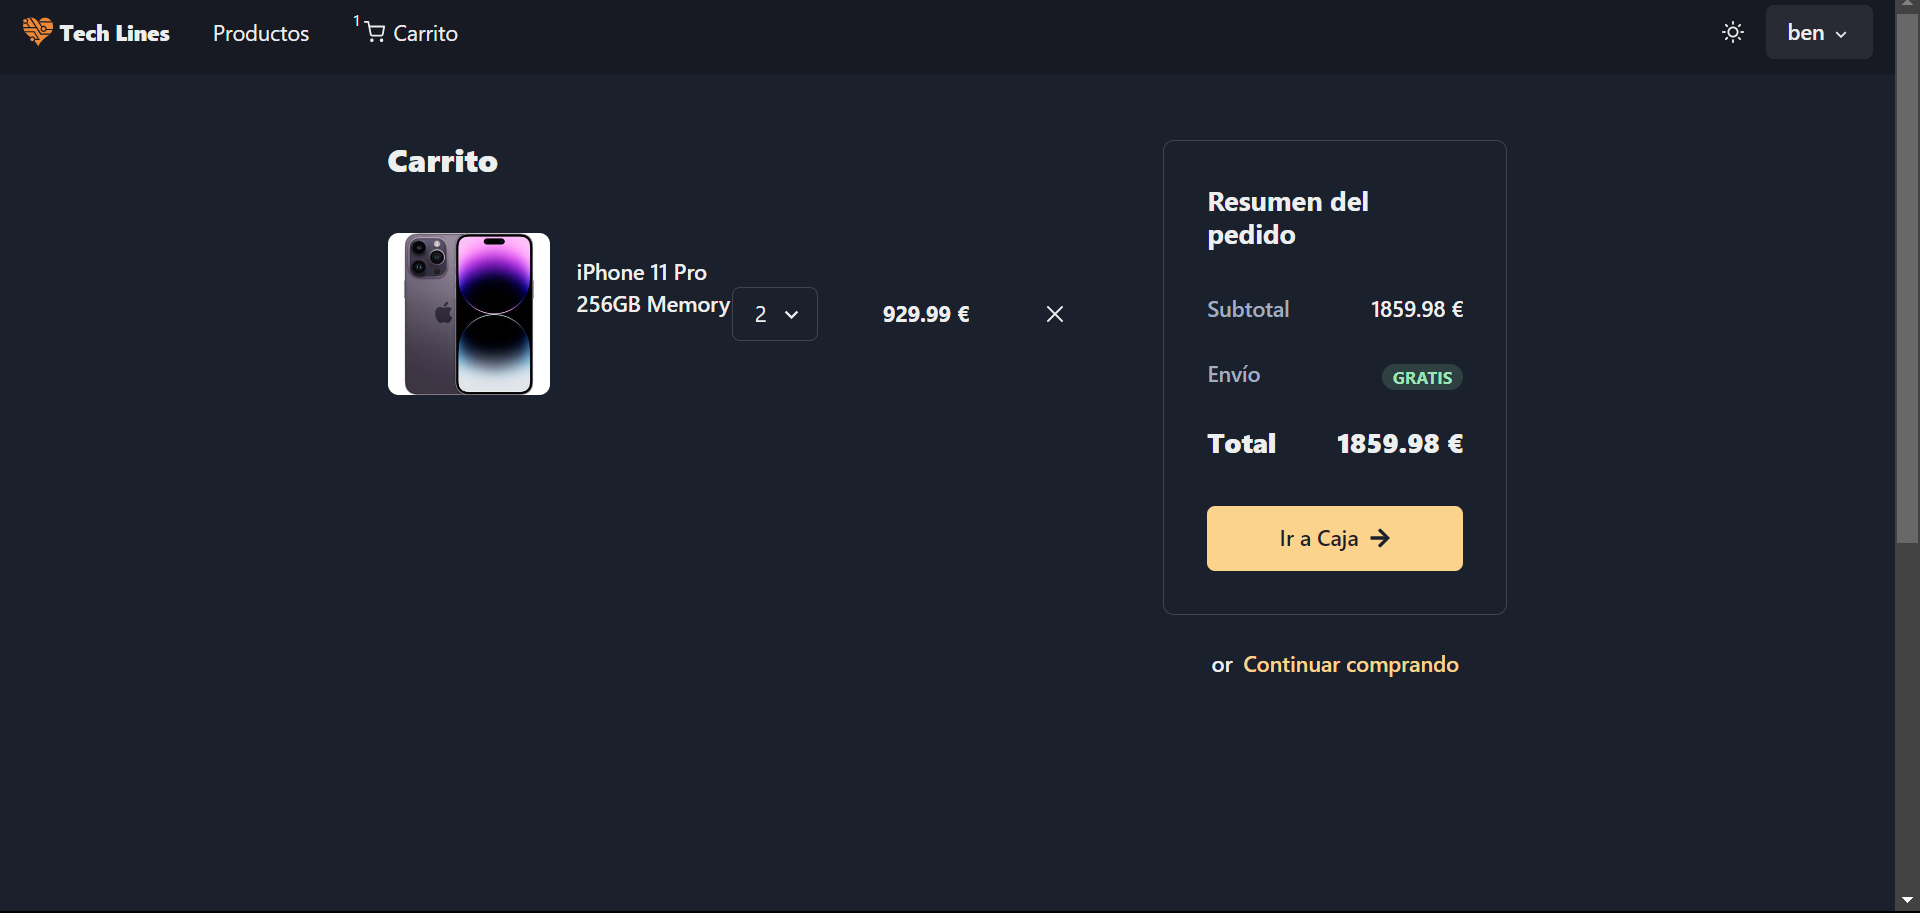 Tech Lines
Productos
1
Carrito
ben
Carrito
iPhone 11 Pro
256GB Memory
2
929.99 €
Resumen del
pedido
Subtotal 1859.98 €
Envío GRATIS
Total 1859.98 €
Ir a Caja
or Continuar comprando